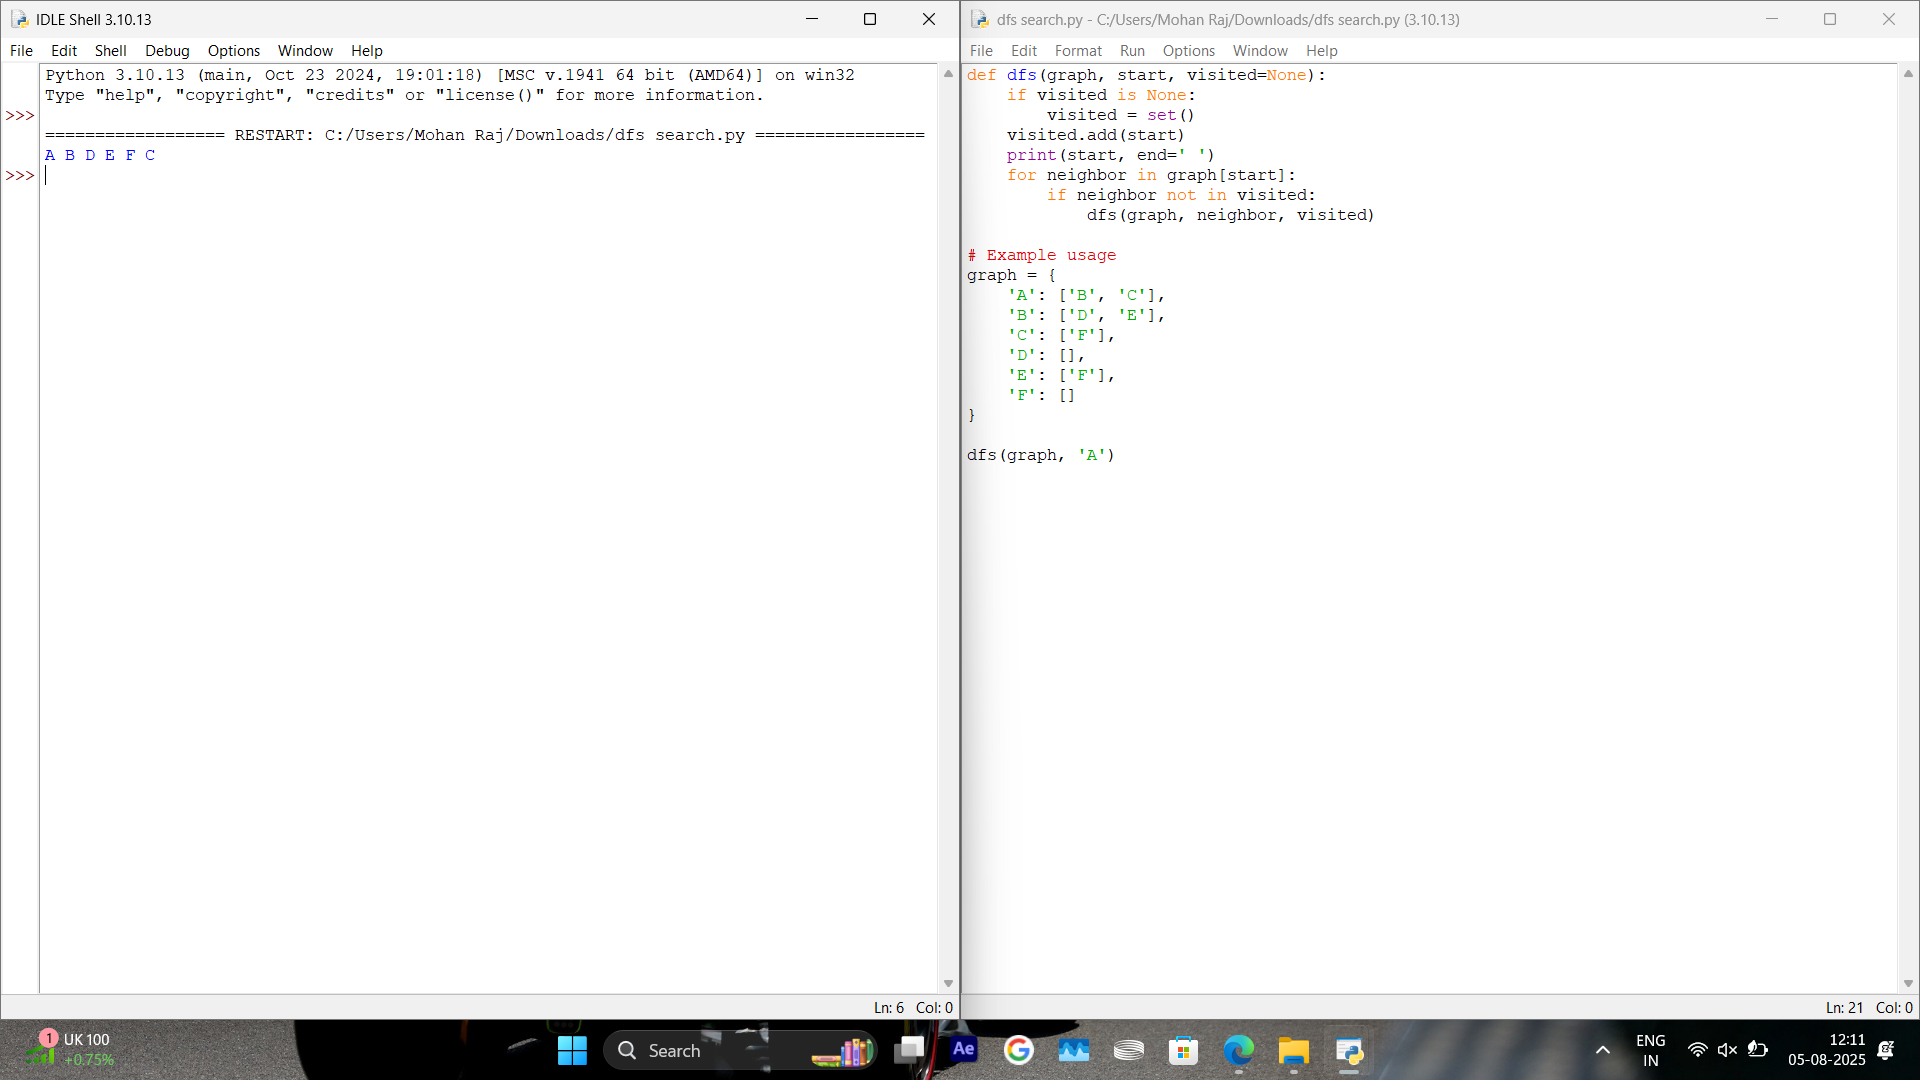 IDLE Shell 3.10.13
File Edit Shell Debug Options Window Help
Python 3.10.13 (main, Oct 23 2024, 19:01:18) [MSC v.1941 64 bit (AMD64)] on win32
Type "help", "copyright", "credits" or "license()" for more information.
>>>
================== RESTART: C:/Users/Mohan Raj/Downloads/dfs search.py =================
A B D E F C
>>>
Ln: 6 Col: 0
dfs search.py - C:/Users/Mohan Raj/Downloads/dfs search.py (3.10.13)
File Edit Format Run Options Window Help
def dfs(graph, start, visited=None):
    if visited is None:
        visited = set()
    visited.add(start)
    print(start, end=' ')
    for neighbor in graph[start]:
        if neighbor not in visited:
            dfs(graph, neighbor, visited)
# Example usage
graph = {
    'A': ['B', 'C'],
    'B': ['D', 'E'],
    'C': ['F'],
    'D': [],
    'E': ['F'],
    'F': []
}
dfs(graph, 'A')
Ln: 21 Col: 0
1 UK 100
+0.75%
Search
Ae
ENG
IN
12:11
05-08-2025